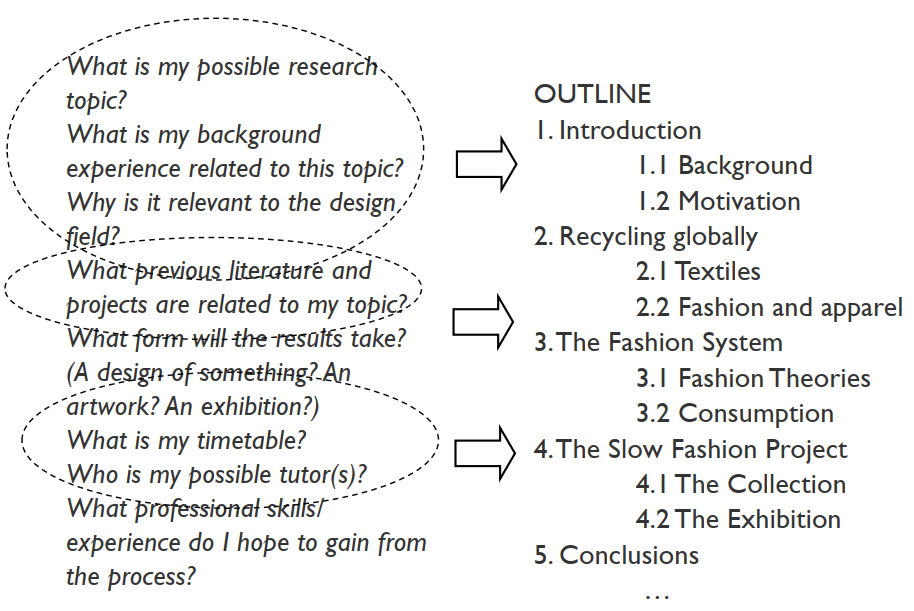 What is my possible research
topic?
What is my background
experience related to this topic?
Why is it relevant to the design
field?
What previous literature and
projects are related to my topic?
What form will the results take?
(A design of something? An
artwork? An exhibition?)
What is my timetable?
Who is my possible tutor(s)?
What professional skills/
experience do I hope to gain from
the process?
OUTLINE
1. Introduction
1.1 Background
1.2 Motivation
2. Recycling globally
2.1 Textiles
2.2 Fashion and apparel
3. The Fashion System
3.1 Fashion Theories
3.2 Consumption
4. The Slow Fashion Project
4.1 The Collection
4.2 The Exhibition
5. Conclusions
...